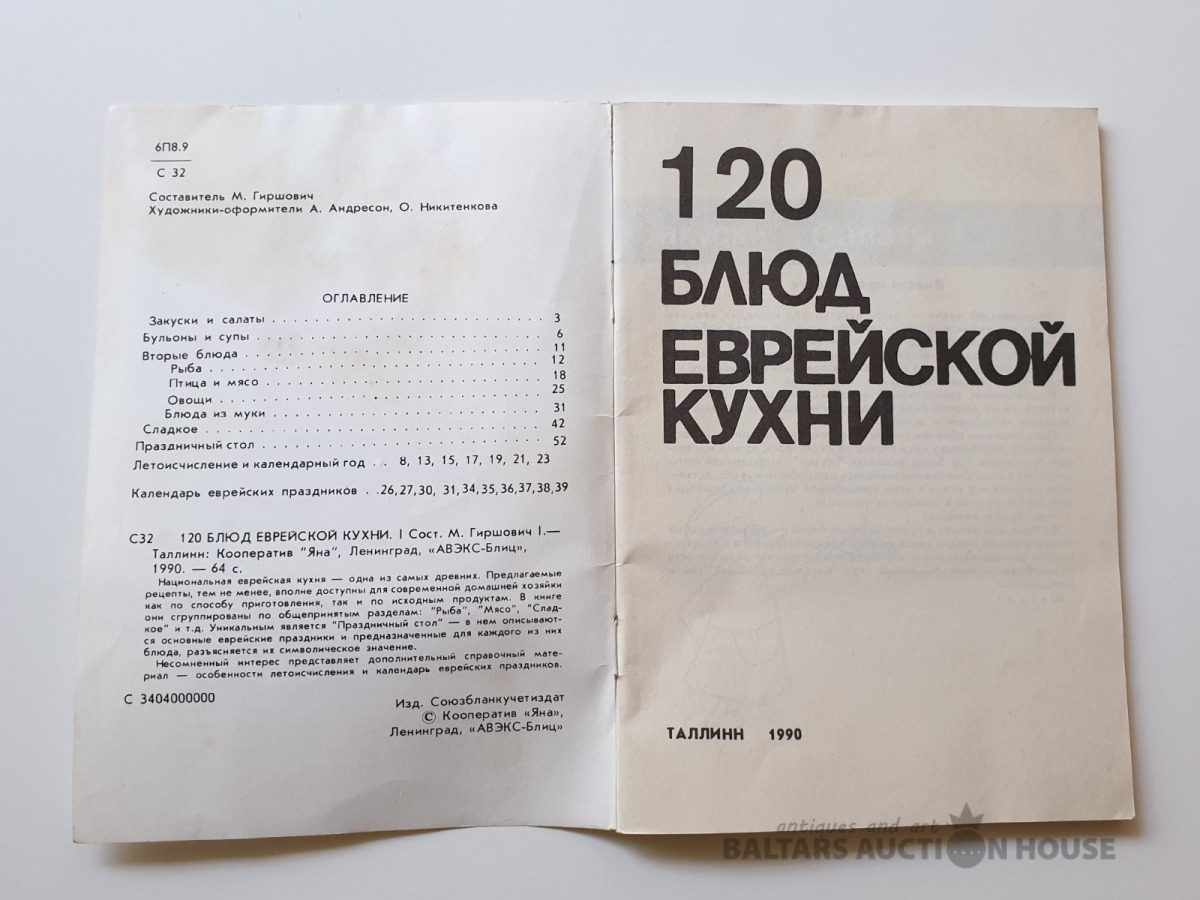 6П8.9
С 32
Составитель М. Гиршович
Художники-оформители А. Андресон, О. Никитенкова
ОГЛАВЛЕНИЕ
Закуски и салаты . . . . . . . . . . . . . . . . . . . . . . . 3
Бульоны и супы . . . . . . . . . . . . . . . . . . . . . . . . 6
Вторые блюда . . . . . . . . . . . . . . . . . . . . . . . . . 11
Рыба . . . . . . . . . . . . . . . . . . . . . . . . . . . . . 12
Птица и мясо . . . . . . . . . . . . . . . . . . . . . . . . . 18
Овощи . . . . . . . . . . . . . . . . . . . . . . . . . . . . 25
Блюда из муки . . . . . . . . . . . . . . . . . . . . . . . . 31
Сладкое . . . . . . . . . . . . . . . . . . . . . . . . . . . 42
Праздничный стол . . . . . . . . . . . . . . . . . . . . . . . 52
Летоисчисление и календарный год . . 8, 13, 15, 17, 19, 21, 23
Календарь еврейских праздников . .26,27,30, 31,34,35,36,37,38,39
С32 120 БЛЮД ЕВРЕЙСКОЙ КУХНИ. | Сост. М. Гиршович |.—
Таллинн: Кооператив "Яна", Ленинград, «АВЭКС-Блиц»,
1990. — 64 с.
Национальная еврейская кухня — одна из самых древних. Предлагаемые
рецепты, тем не менее, вполне доступны для современной домашней хозяйки
как по способу приготовления, так и по исходным продуктам. В книге
они сгруппированы по общепринятым разделам: "Рыба", "Мясо", "Слад-
кое" и т.д. Уникальным является "Праздничный стол" — в нем описывают-
ся основные еврейские праздники и предназначенные для каждого из них
блюда, разъясняется их символическое значение.
Несомненный интерес представляет дополнительный справочный мате-
риал — особенности летоисчисления и календарь еврейских праздников.
С 3404000000
Изд. Союзбланкучетиздат
© Кооператив «Яна»,
Ленинград, «АВЭКС-Блиц»
120
БЛЮД
ЕВРЕЙСКОЙ
КУХНИ
ТАЛЛИНН 1990
antiques and art
BALTARS AUCTION HOUSE